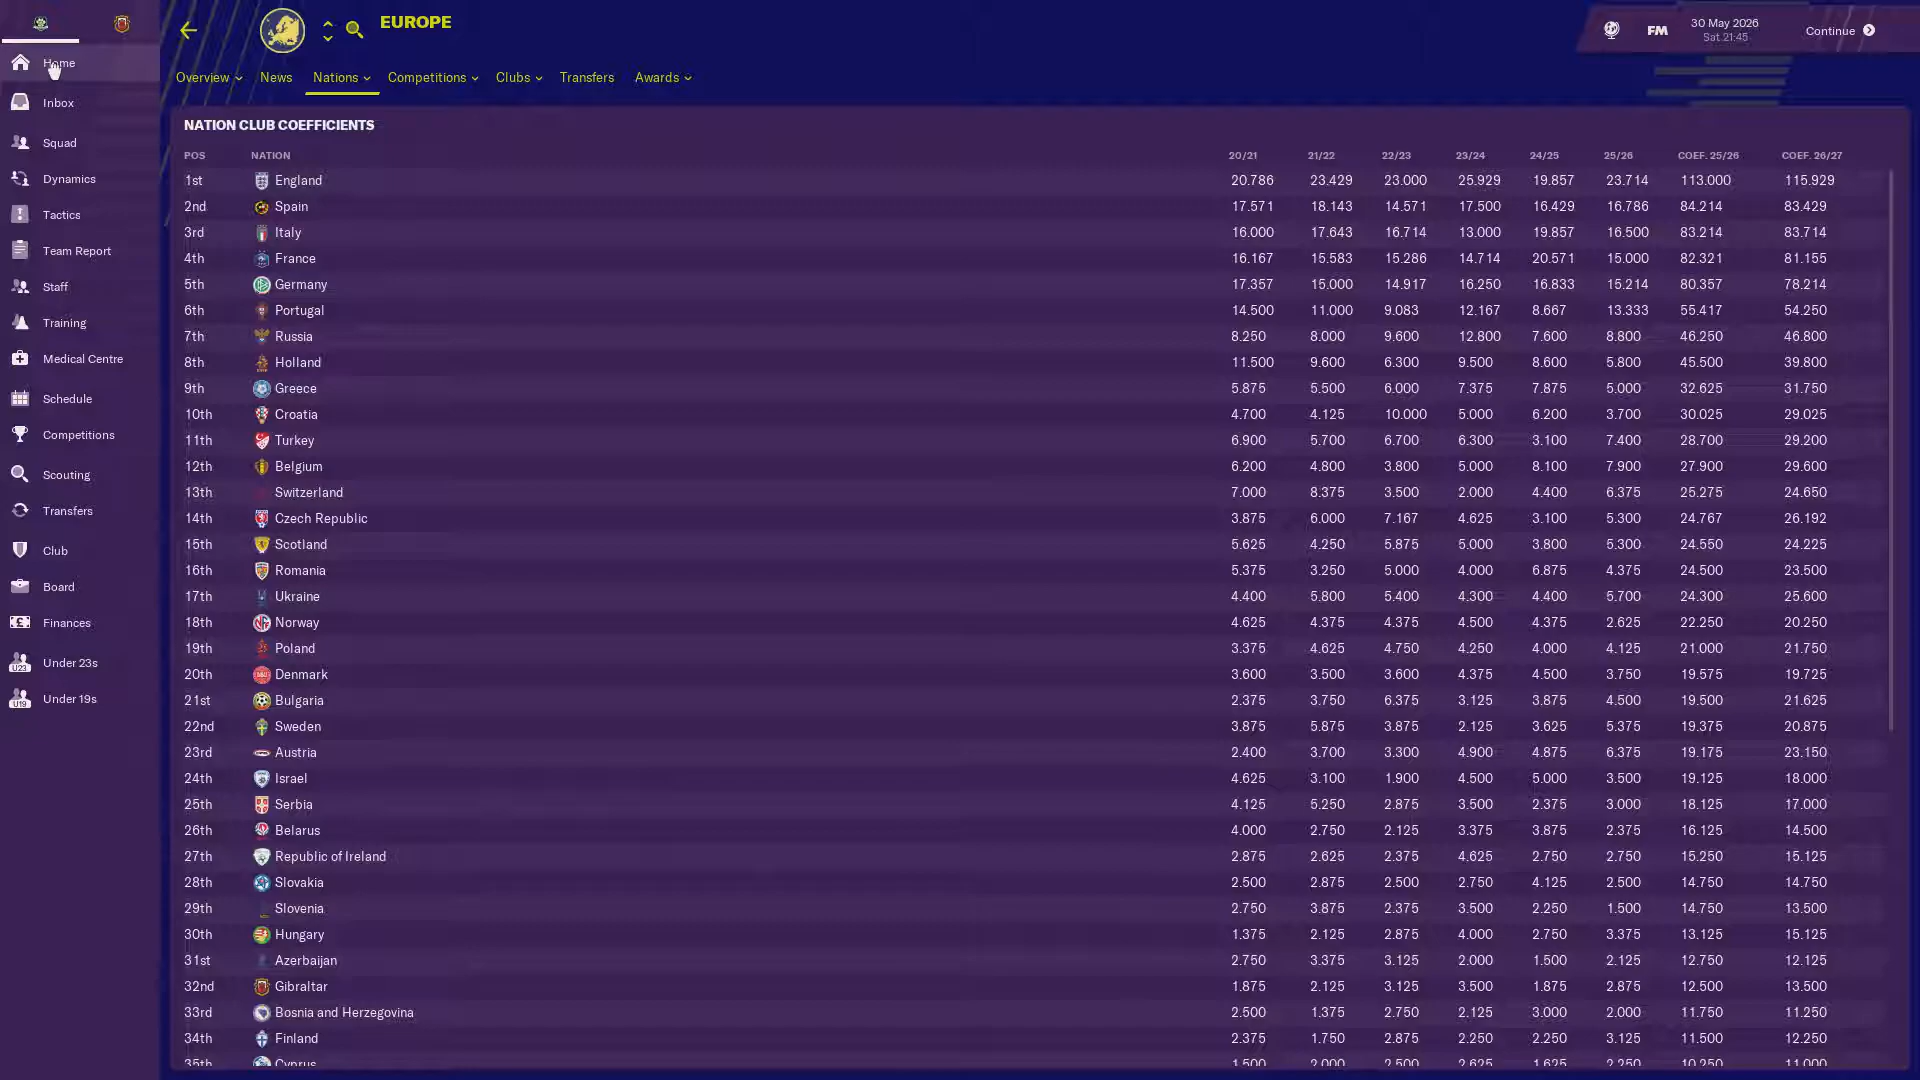 EUROPE
FM
30 May 2026
Sat 21:45
Continue
Overview
News
Nations
Competitions
Clubs
Transfers
Awards
Home
Inbox
Squad
Dynamics
Tactics
Team Report
Staff
Training
Medical Centre
Schedule
Competitions
Scouting
Transfers
Club
Board
Finances
U23 Under 23s
U19 Under 19s
NATION CLUB COEFFICIENTS
POS NATION 20/21 21/22 22/23 23/24 24/25 25/26 COEF. 25/26 COEF. 26/27
1st England 20.786 23.429 23.000 25.929 19.857 23.714 113.000 115.929
2nd Spain 17.571 18.143 14.571 17.500 16.429 16.786 84.214 83.429
3rd Italy 16.000 17.643 16.714 13.000 19.857 16.500 83.214 83.714
4th France 16.167 15.583 15.286 14.714 20.571 15.000 82.321 81.155
5th Germany 17.357 15.000 14.917 16.250 16.833 15.214 80.357 78.214
6th Portugal 14.500 11.000 9.083 12.167 8.667 13.333 55.417 54.250
7th Russia 8.250 8.000 9.600 12.800 7.600 8.800 46.250 46.800
8th Holland 11.500 9.600 6.300 9.500 8.600 5.800 45.500 39.800
9th Greece 5.875 5.500 6.000 7.375 7.875 5.000 32.625 31.750
10th Croatia 4.700 4.125 10.000 5.000 6.200 3.700 30.025 29.025
11th Turkey 6.900 5.700 6.700 6.300 3.100 7.400 28.700 29.200
12th Belgium 6.200 4.800 3.800 5.000 8.100 7.900 27.900 29.600
13th Switzerland 7.000 8.375 3.500 2.000 4.400 6.375 25.275 24.650
14th Czech Republic 3.875 6.000 7.167 4.625 3.100 5.300 24.767 26.192
15th Scotland 5.625 4.250 5.875 5.000 3.800 5.300 24.550 24.225
16th Romania 5.375 3.250 5.000 4.000 6.875 4.375 24.500 23.500
17th Ukraine 4.400 5.800 5.400 4.300 4.400 5.700 24.300 25.600
18th Norway 4.625 4.375 4.375 4.500 4.375 2.625 22.250 20.250
19th Poland 3.375 4.625 4.750 4.250 4.000 4.125 21.000 21.750
20th Denmark 3.600 3.500 3.600 4.375 4.500 3.750 19.575 19.725
21st Bulgaria 2.375 3.750 6.375 3.125 3.875 4.500 19.500 21.625
22nd Sweden 3.875 5.875 3.875 2.125 3.625 5.375 19.375 20.875
23rd Austria 2.400 3.700 3.300 4.900 4.875 6.375 19.175 23.150
24th Israel 4.625 3.100 1.900 4.500 5.000 3.500 19.125 18.000
25th Serbia 4.125 5.250 2.875 3.500 2.375 3.000 18.125 17.000
26th Belarus 4.000 2.750 2.125 3.375 3.875 2.375 16.125 14.500
27th Republic of Ireland 2.875 2.625 2.375 4.625 2.750 2.750 15.250 15.125
28th Slovakia 2.500 2.875 2.500 2.750 4.125 2.500 14.750 14.750
29th Slovenia 2.750 3.875 2.375 3.500 2.250 1.500 14.750 13.500
30th Hungary 1.375 2.125 2.875 4.000 2.750 3.375 13.125 15.125
31st Azerbaijan 2.750 3.375 3.125 2.000 1.500 2.125 12.750 12.125
32nd Gibraltar 1.875 2.125 3.125 3.500 1.875 2.875 12.500 13.500
33rd Bosnia and Herzegovina 2.500 1.375 2.750 2.125 3.000 2.000 11.750 11.250
34th Finland 2.375 1.750 2.875 2.250 2.250 3.125 11.500 12.250
35th Cyprus 1.500 2.000 2.500 2.625 1.625 2.250 10.250 11.000